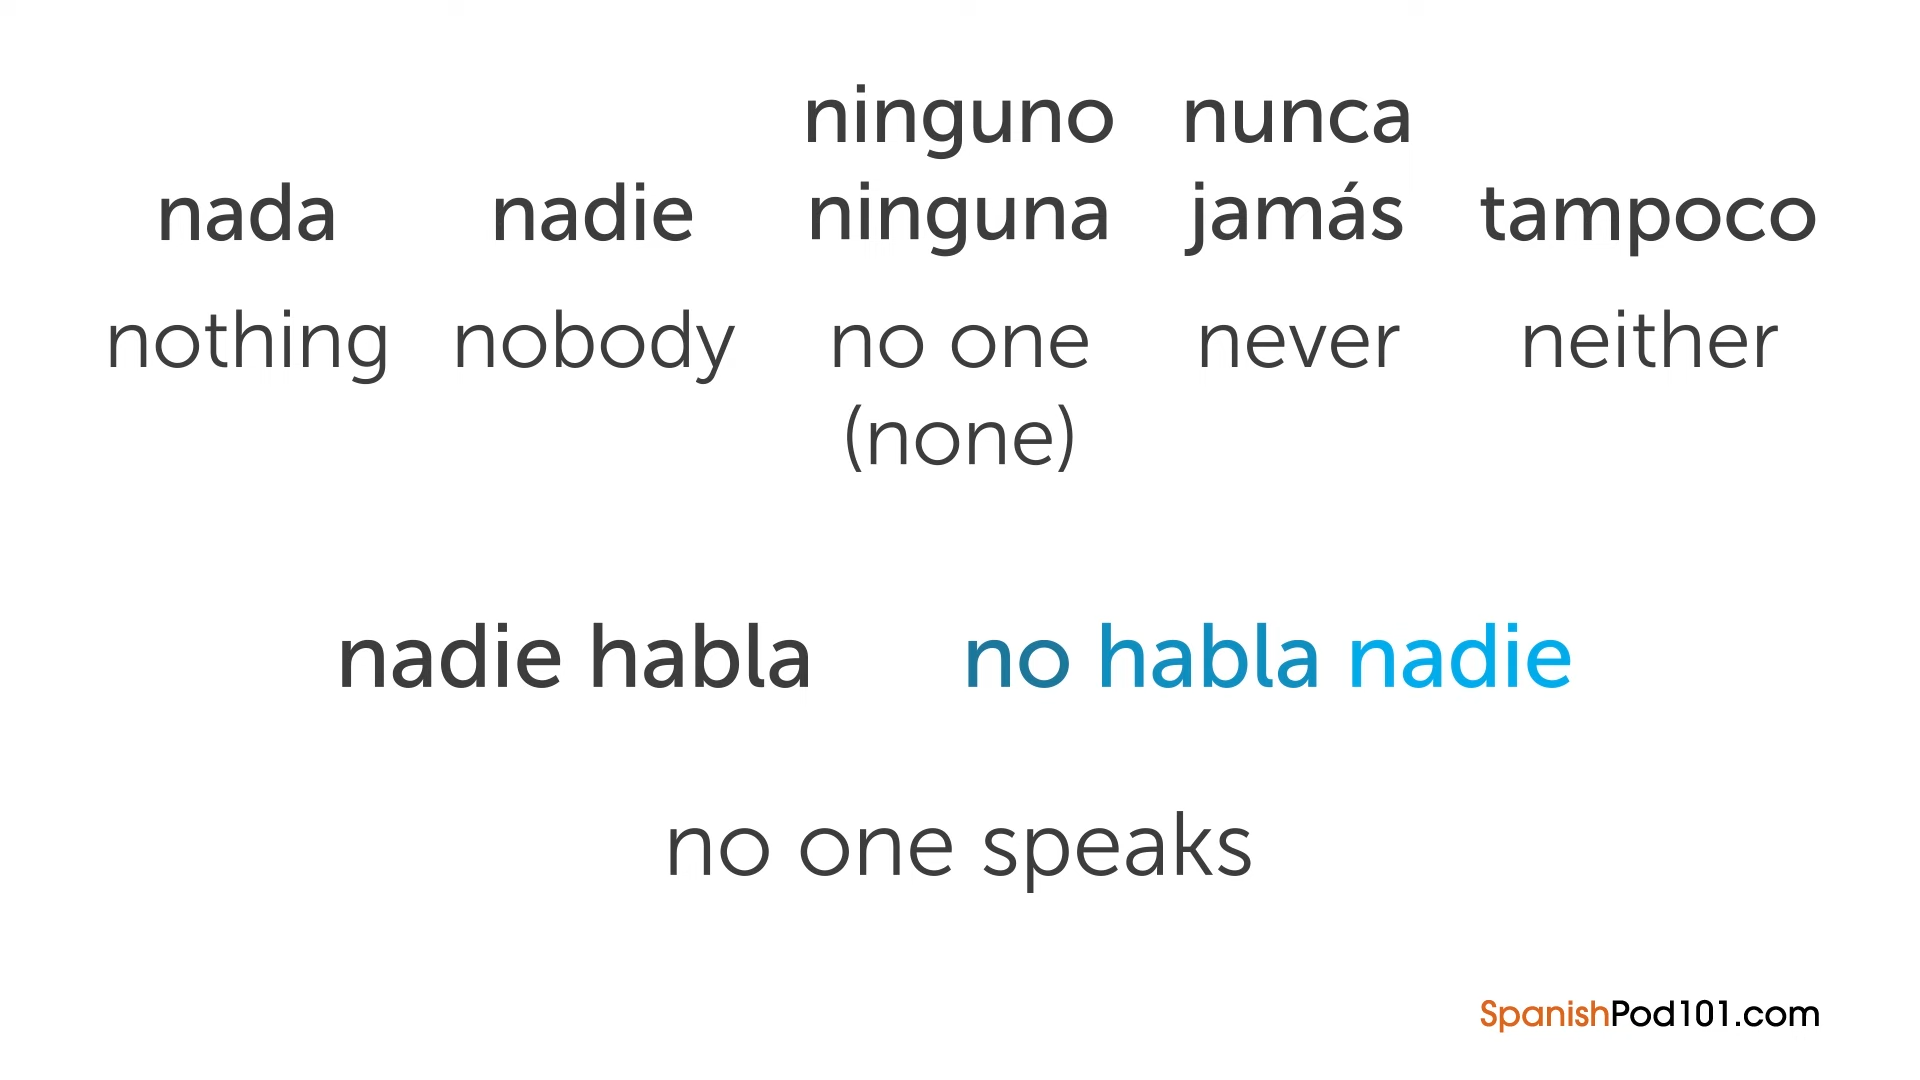 ninguno nunca
nada nadie ninguna jamás tampoco
nothing nobody no one never neither
(none)
nadie habla no habla nadie
no one speaks
SpanishPod101.com